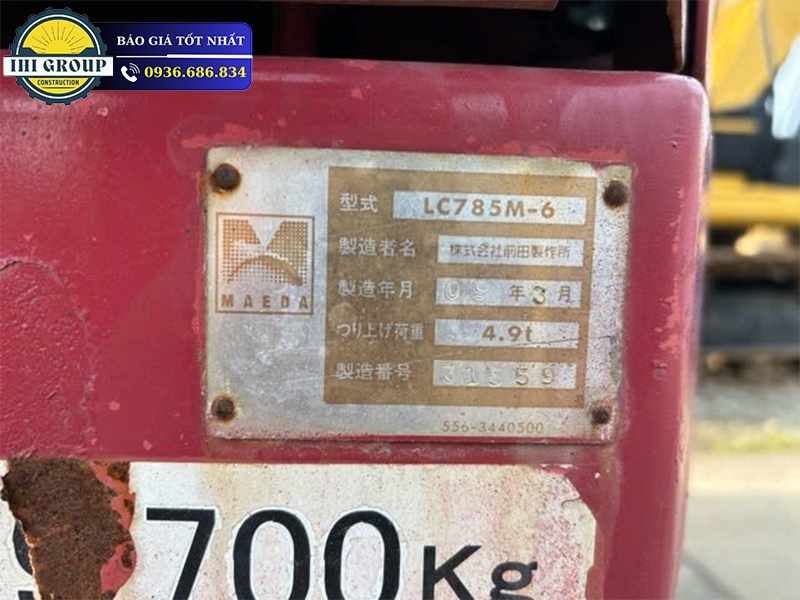 IHI GROUP
CONSTRUCTION
BÁO GIÁ TỐT NHẤT
0936.686.834
型式 LC785M-6
製造者名 株式会社前田製作所
製造年月 09 年 3 月
つり上げ荷重 4.9t
製造番号 31559
MAEDA
556-3440500
700Kg